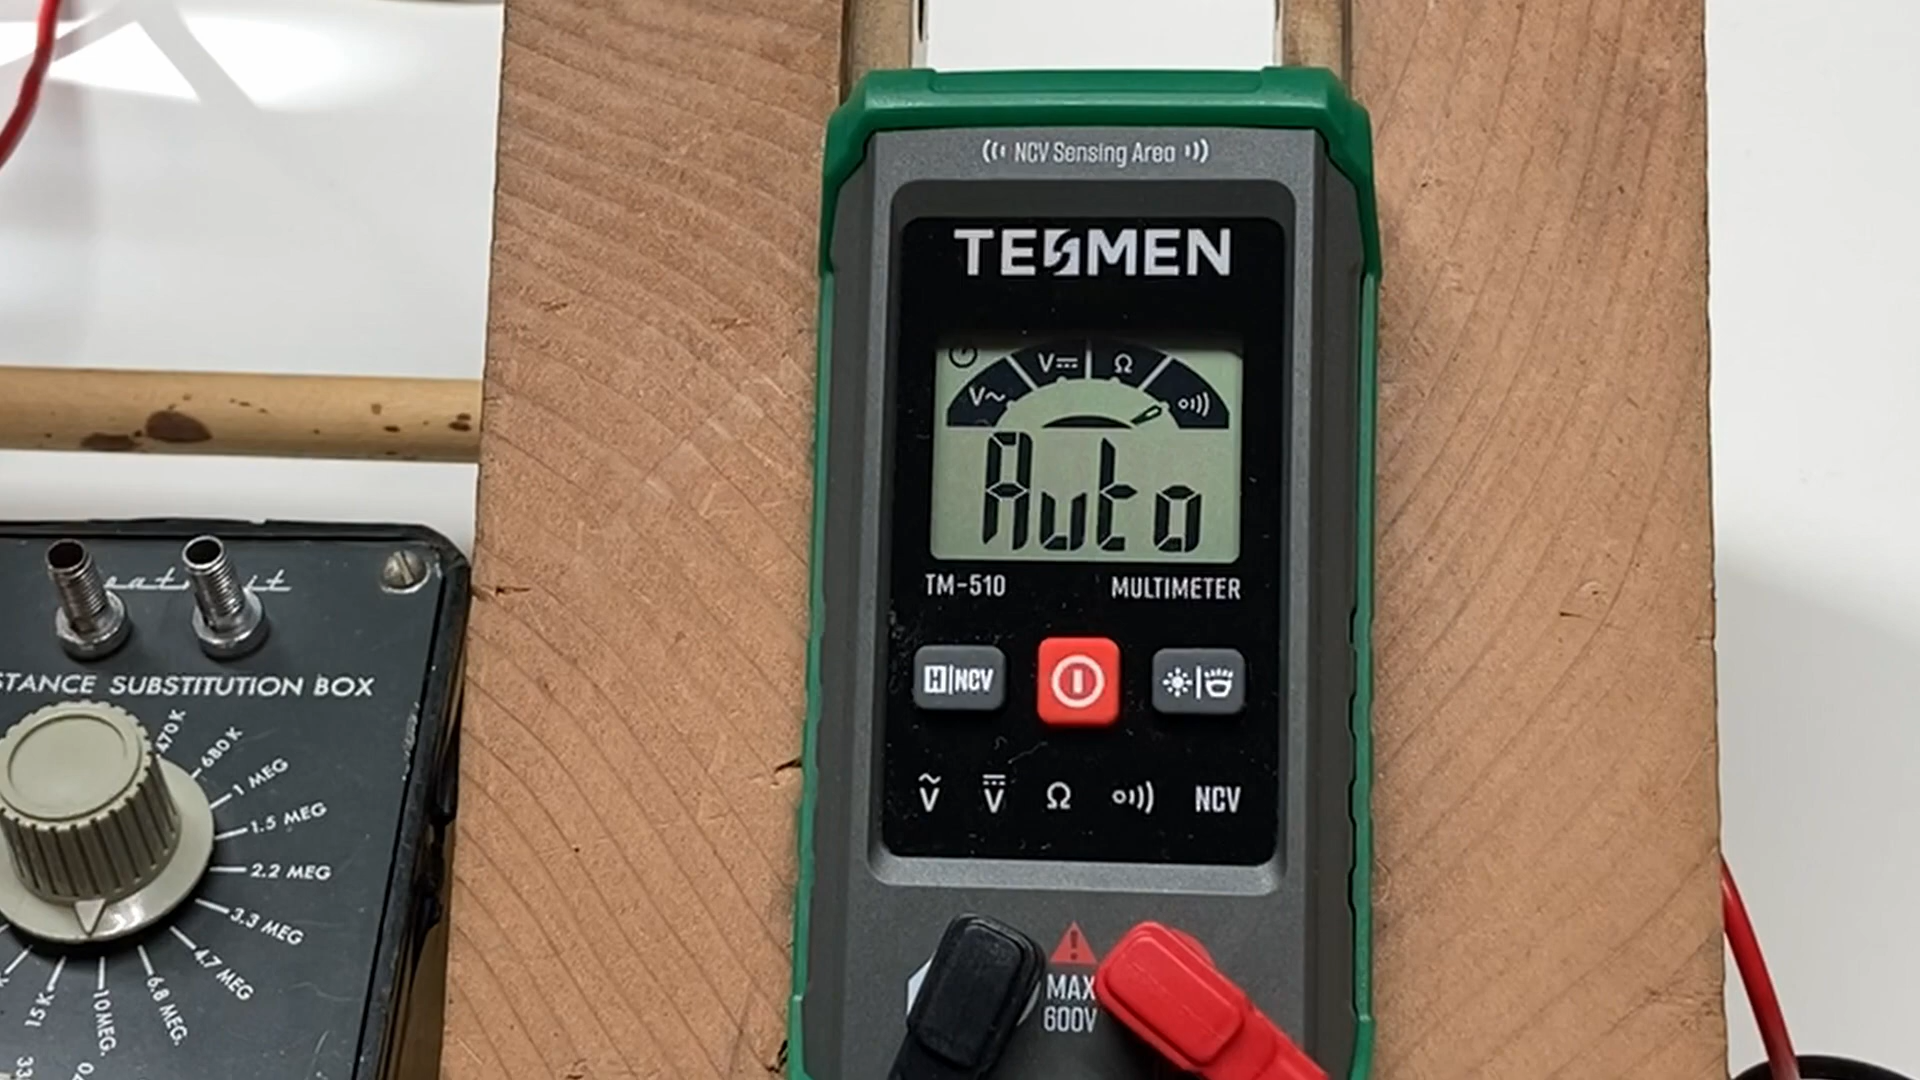 NCV Sensing Area
TESMEN
V~ V Ω
Auto
TM-510 MULTIMETER
H|NCV
V V Ω NCV
MAX
600V
STANCE SUBSTITUTION BOX
470 K
680 K
1 MEG
1.5 MEG
2.2 MEG
3.3 MEG
4.7 MEG
6.8 MEG.
10 MEG.
15 K